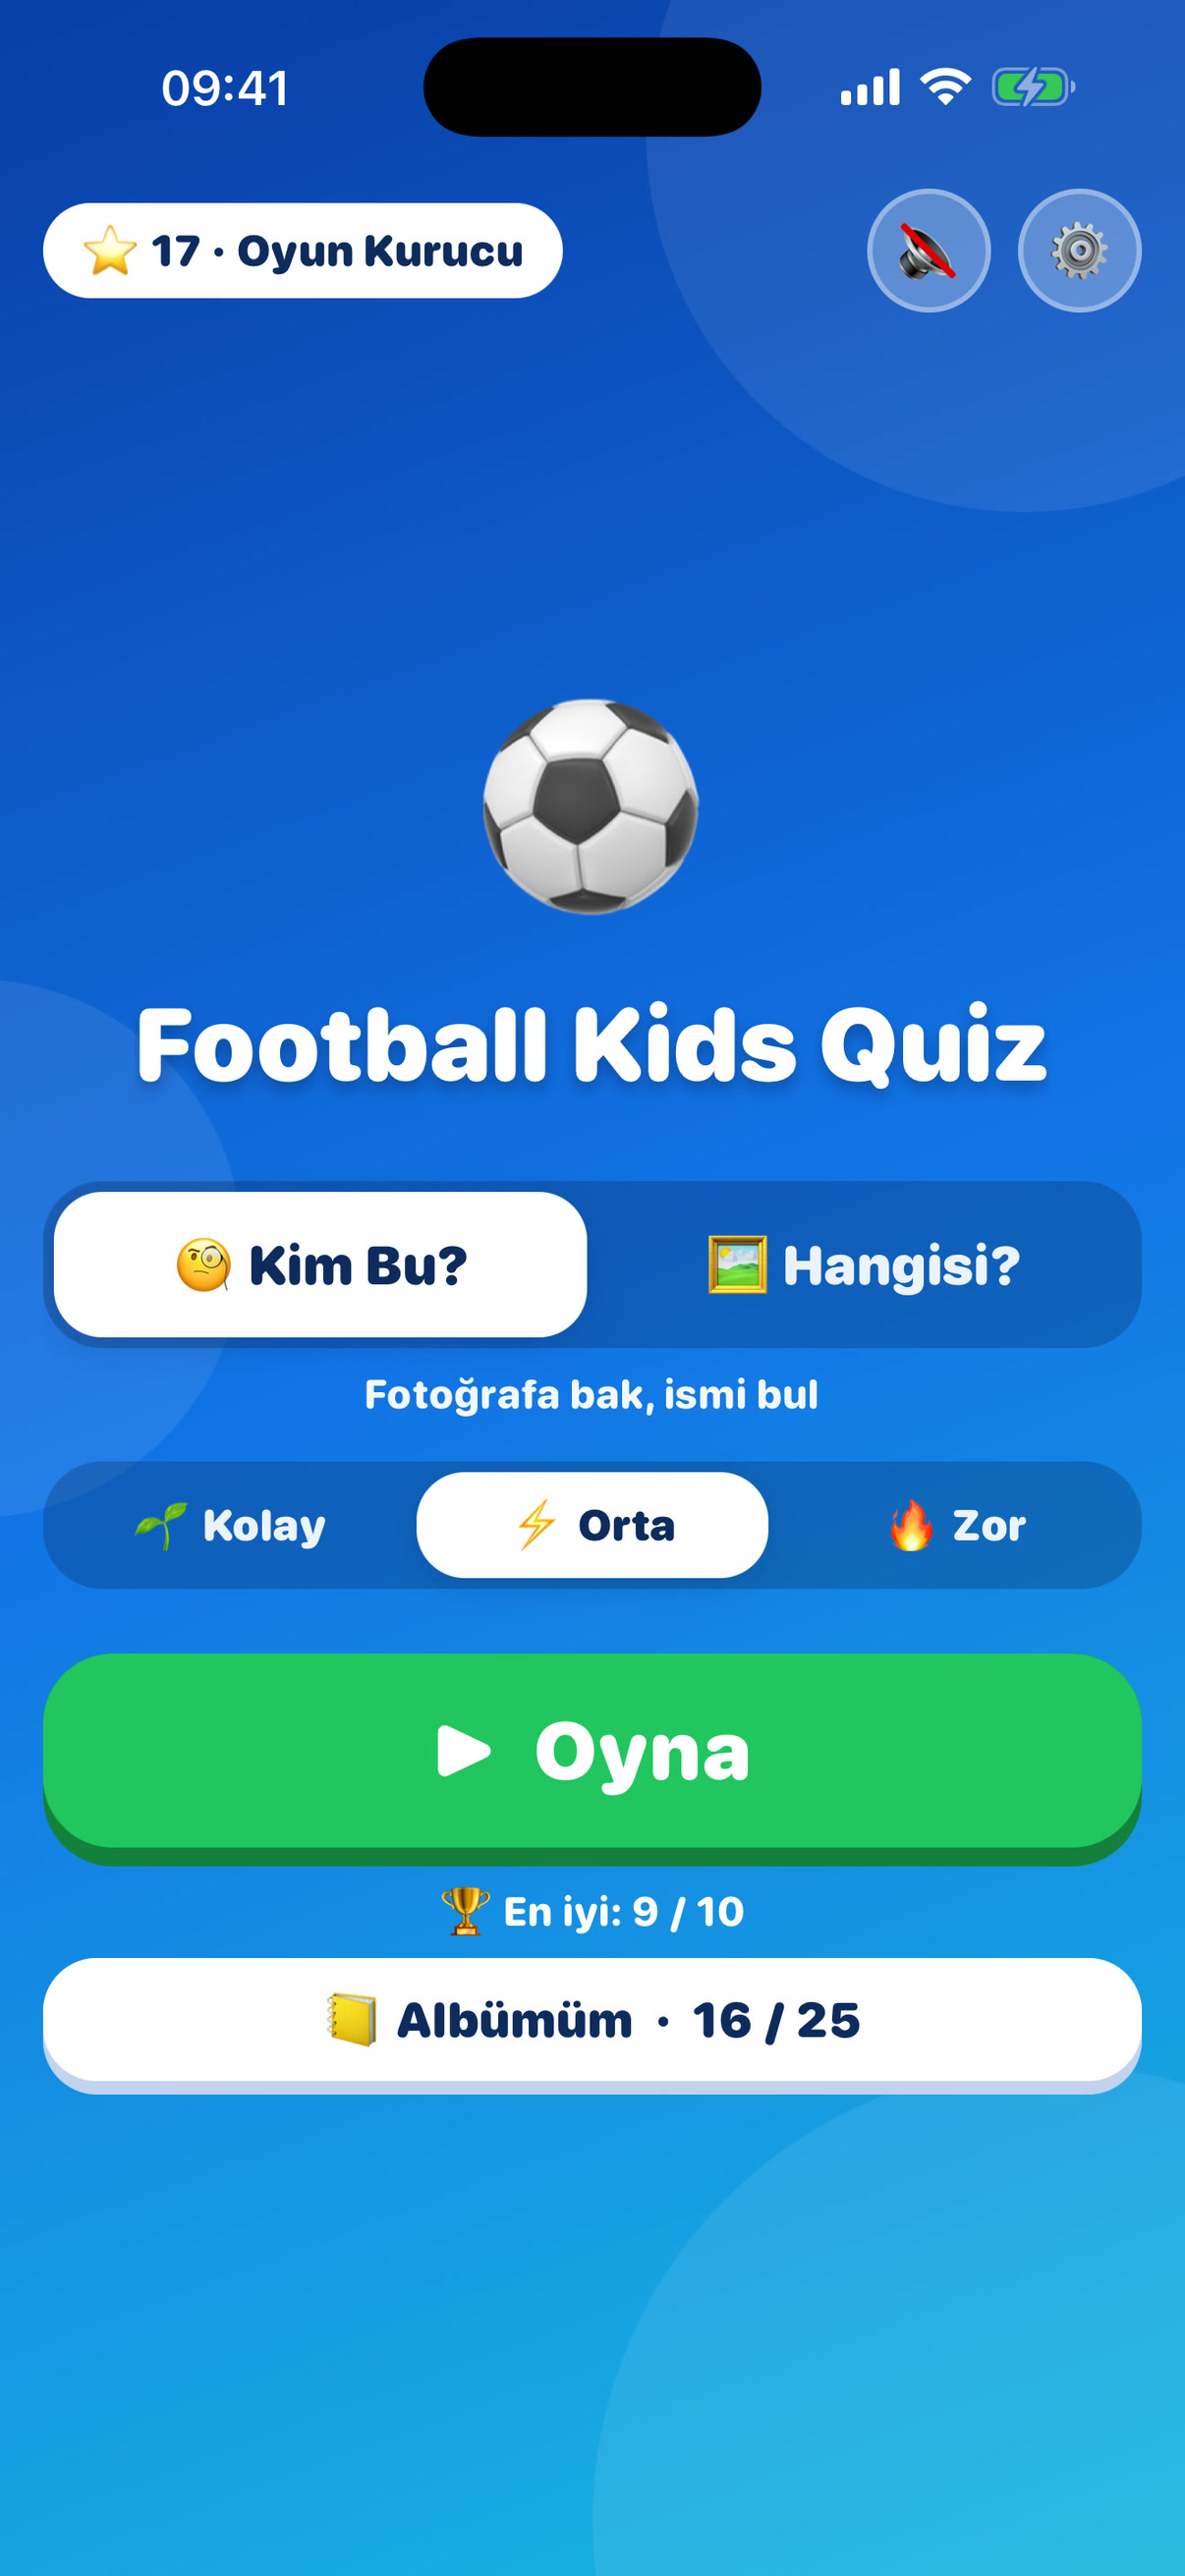 09:41
17 · Oyun Kurucu
Football Kids Quiz
Kim Bu?
Hangisi?
Fotoğrafa bak, ismi bul
Kolay
Orta
Zor
Oyna
En iyi: 9 / 10
Albümüm · 16 / 25